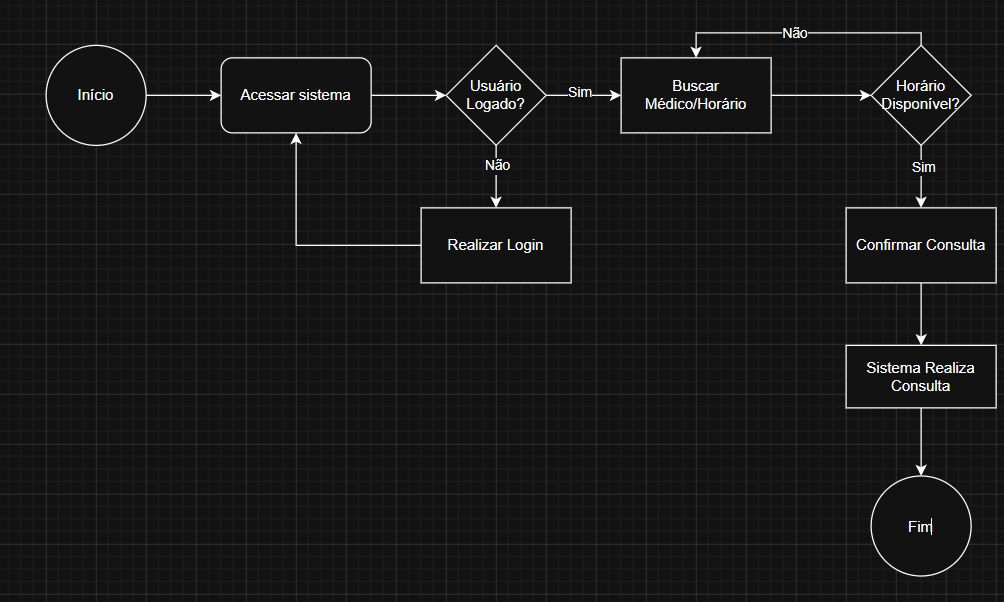 Início
Acessar sistema
Usuário
Logado?
Sim
Buscar
Médico/Horário
Não
Horário
Disponível?
Não
Realizar Login
Sim
Confirmar Consulta
Sistema Realiza
Consulta
Fim